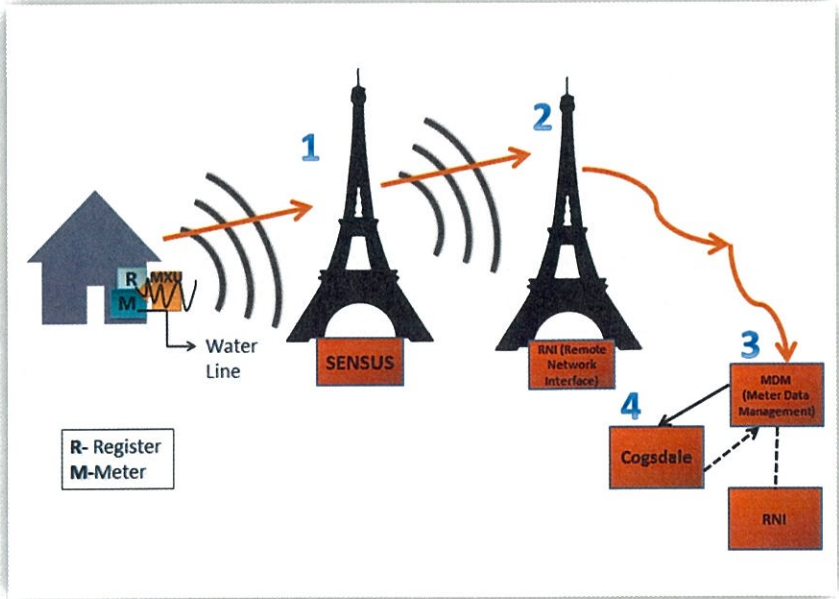 1
2
R
MXU
M
Water
Line
SENSUS
RNI (Remote
Network
Interface)
3
MDM
(Meter Data
Management)
4
Cogsdale
RNI
R- Register
M-Meter